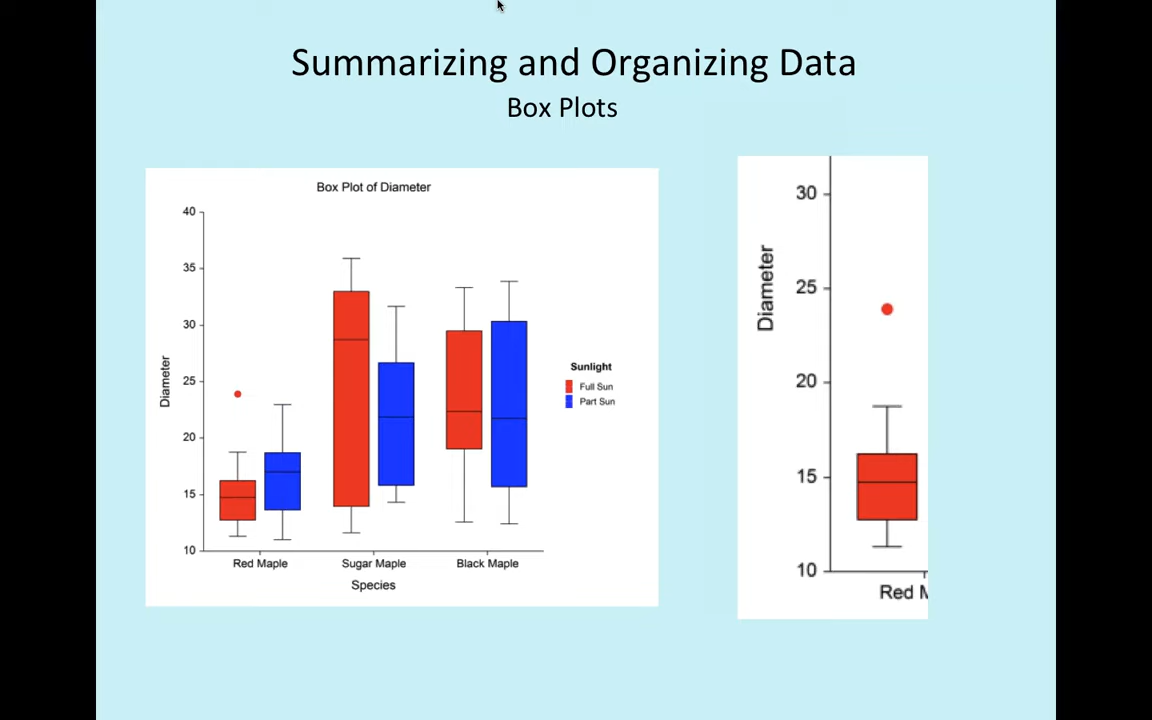 Summarizing and Organizing Data
Box Plots
Box Plot of Diameter
40
35
30
25
20
15
10
Diameter
Red Maple
Sugar Maple
Black Maple
Species
Sunlight
Full Sun
Part Sun
30
25
20
15
10
Diameter
Red M